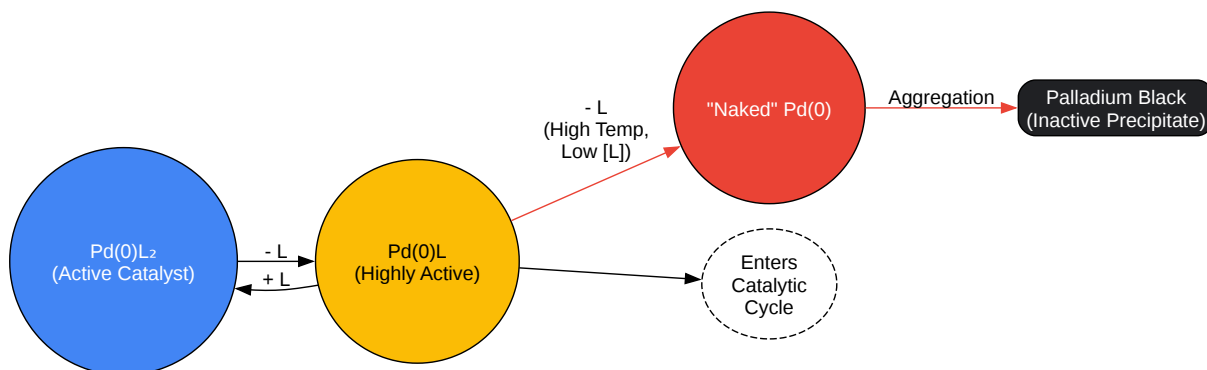 Pd(0)L₂
(Active Catalyst)
- L
+ L
Pd(0)L
(Highly Active)
- L
(High Temp,
Low [L])
"Naked" Pd(0)
Aggregation
Palladium Black
(Inactive Precipitate)
Enters
Catalytic
Cycle